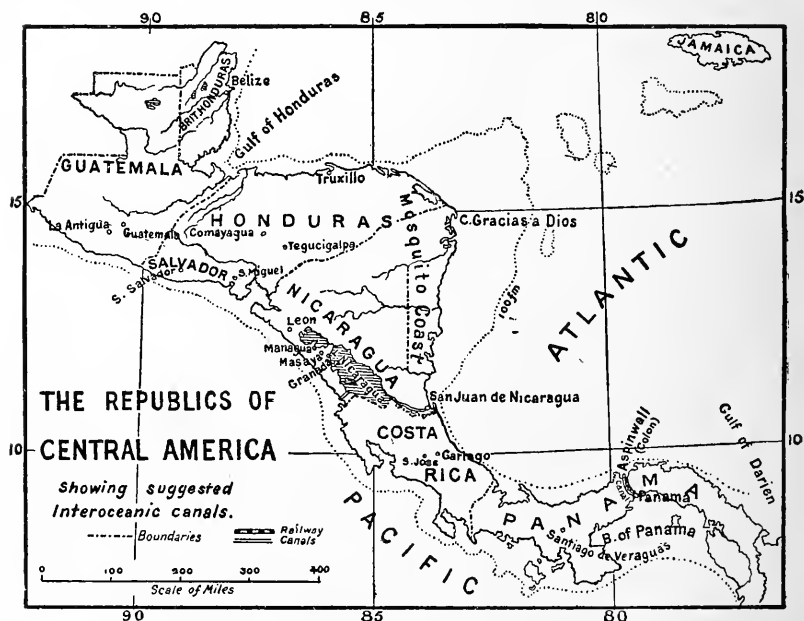 90
85
80
JAMAICA
Belize
BRIT. HONDURAS
Gulf of Honduras
GUATEMALA
Truxillo
15
15
HONDURAS
Mosquito Coast
C. Gracias a Dios
La Antigua
Guatemala
Comayagua
Tegucigalpa
SALVADOR
S. Miguel
S. Salvador
ATLANTIC
100fm
NICARAGUA
Leon
Managua
Masaya
Granada
L. Nicaragua
San Juan de Nicaragua
THE REPUBLICS OF
CENTRAL AMERICA
COSTA
RICA
S. José
Cartago
Aspinwall
(Colon)
Gulf of Darien
10
10
Showing suggested
Interoceanic canals.
PANAMA
Canal
Panama
B. of Panama
Santiago de Veraguas
PACIFIC
Boundaries
Railway
Canals
0 100 200 300 400
Scale of Miles
90
85
80